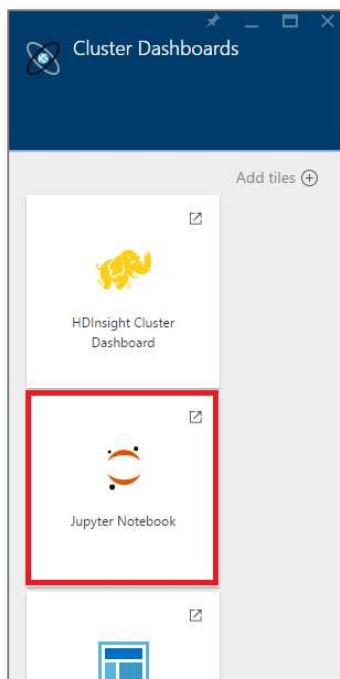 Cluster Dashboards
Add tiles
HDInsight Cluster
Dashboard
Jupyter Notebook